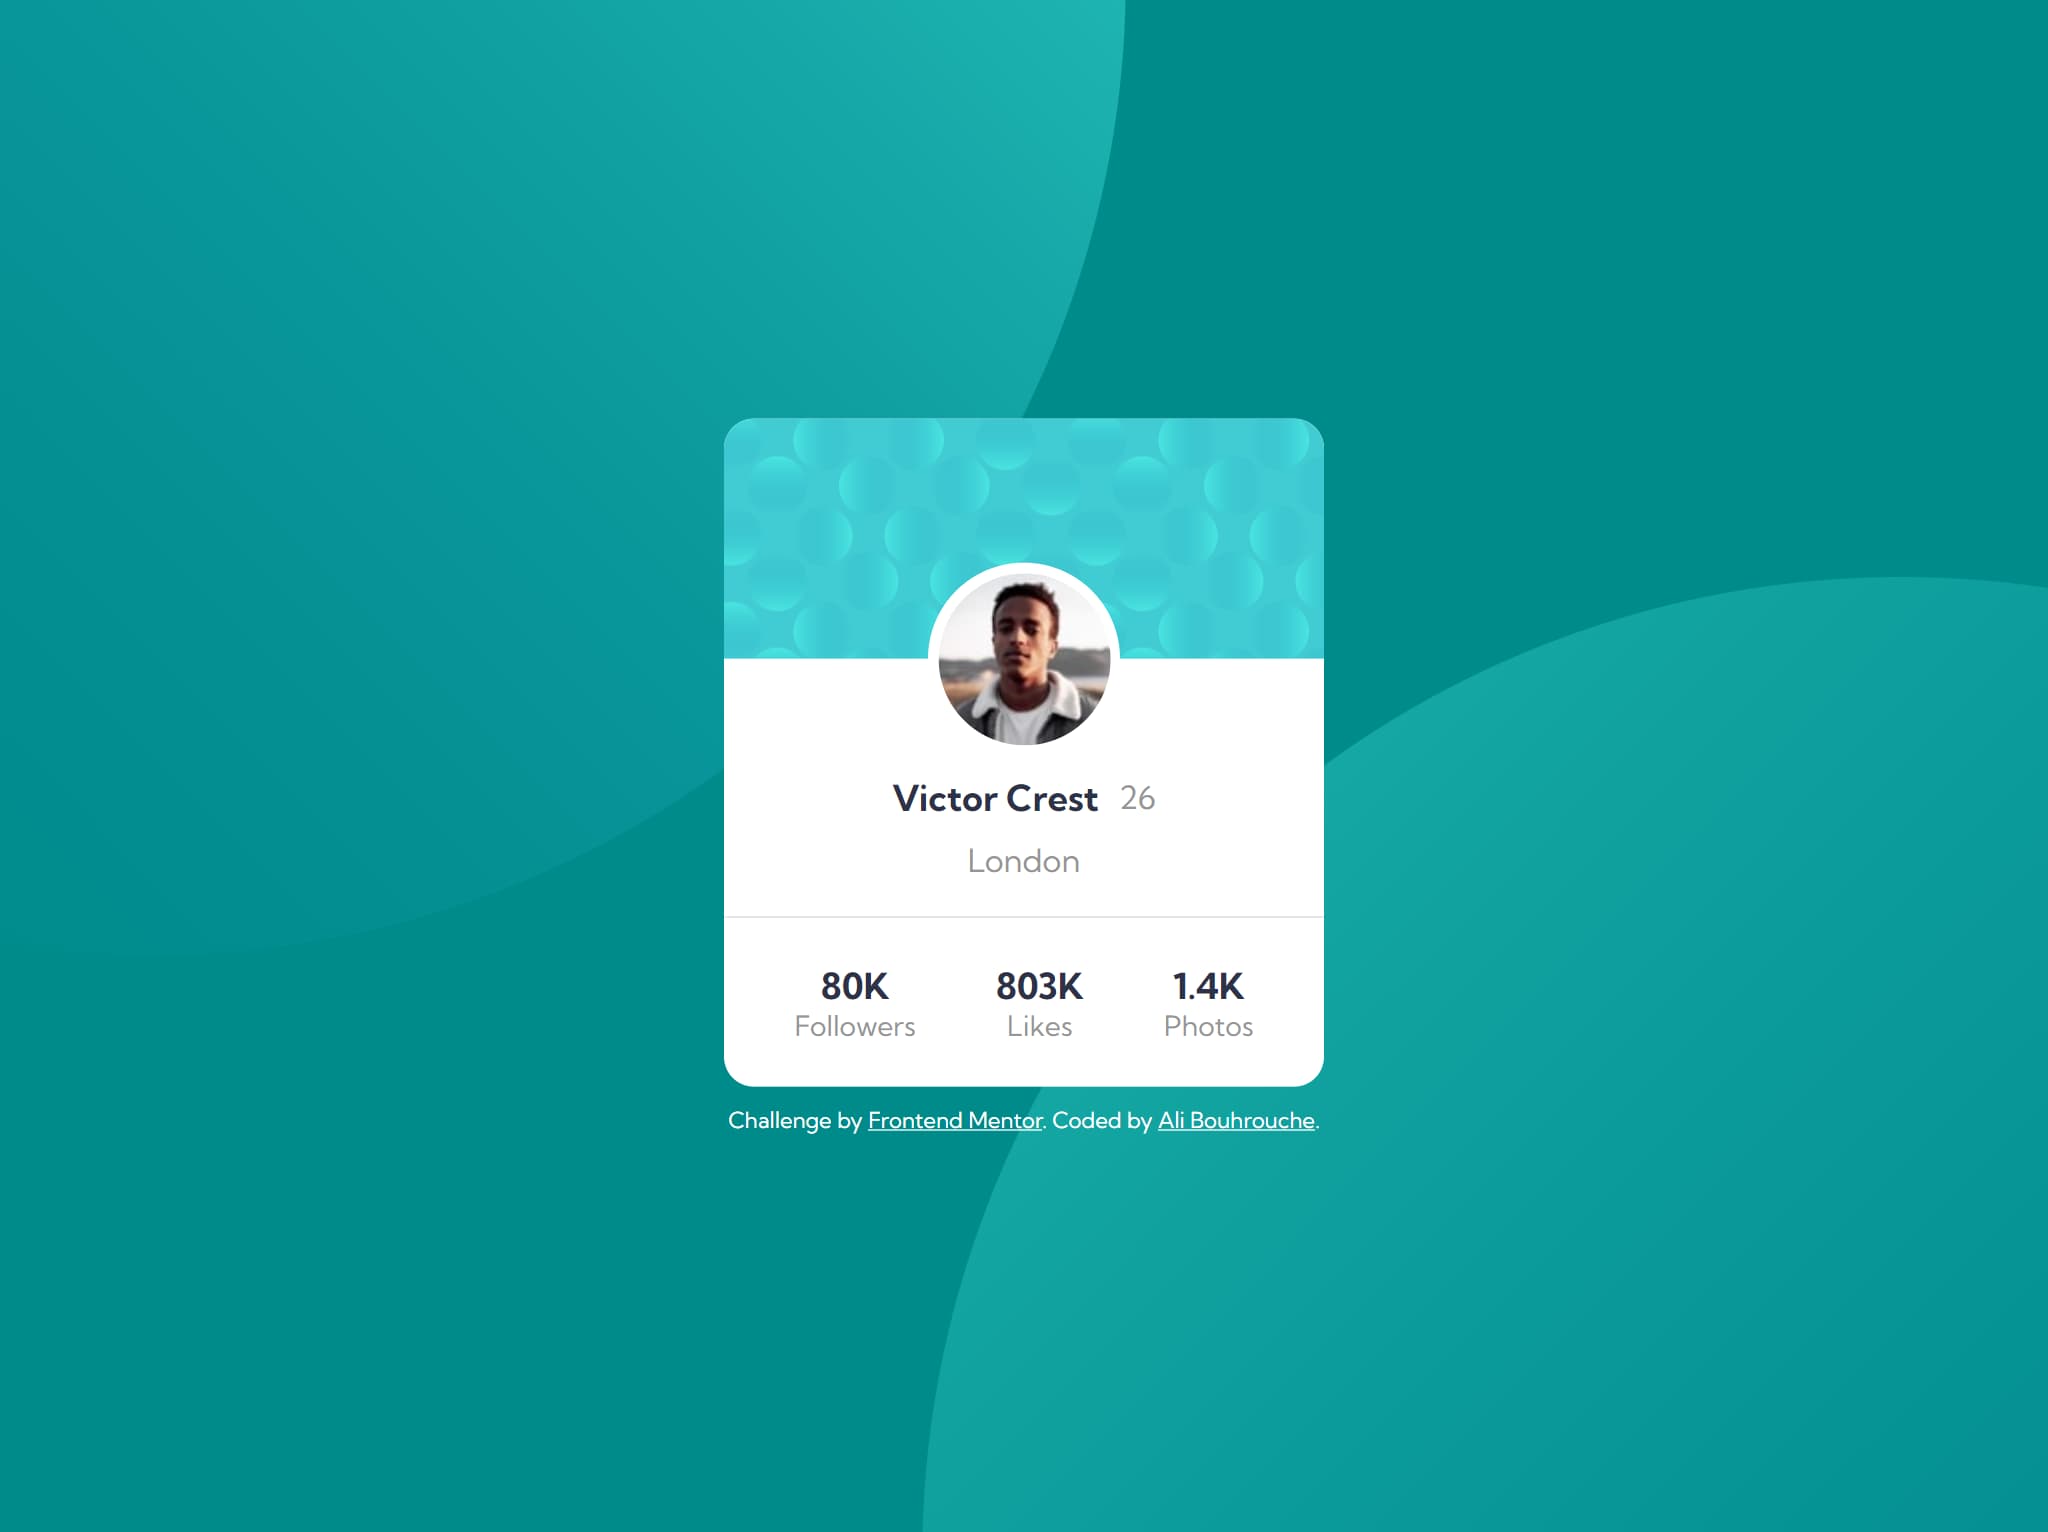 Victor Crest 26
London
80K 803K 1.4K
Followers Likes Photos
Challenge by Frontend Mentor. Coded by Ali Bouhrouche.